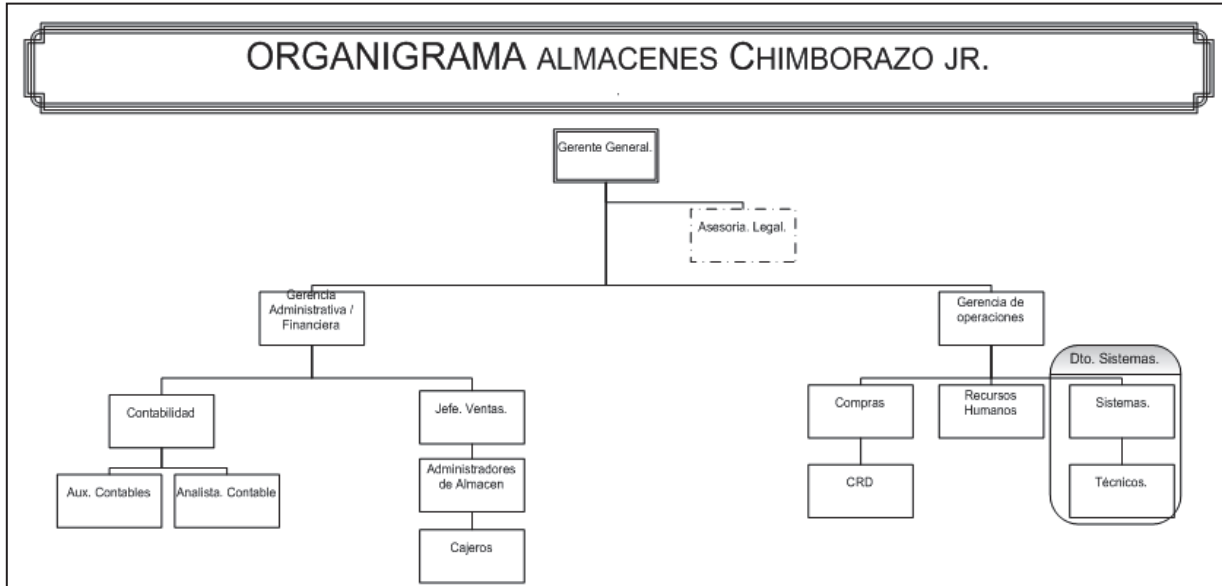 ORGANIGRAMA ALMACENES CHIMBORAZO JR.
.
Gerente General.
Asesoria. Legal.
Gerencia
Administrativa /
Financiera
Gerencia de
operaciones
Dto. Sistemas.
Contabilidad
Jefe. Ventas.
Compras
Recursos
Humanos
Sistemas.
Aux. Contables
Analista. Contable
Administradores
de Almacen
CRD
Técnicos.
Cajeros